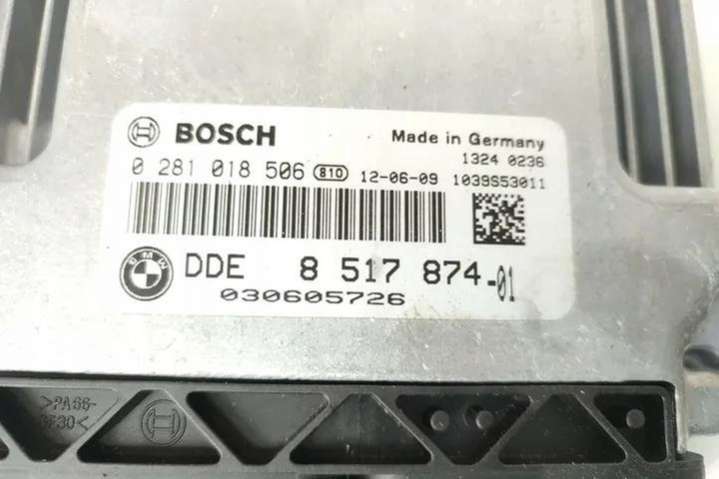 BOSCH Made in Germany
1324 0236
0 281 018 506 810 12-06-09 1039S53011
BMW DDE 8 517 874-01
030605726
>PA66-
GF30<